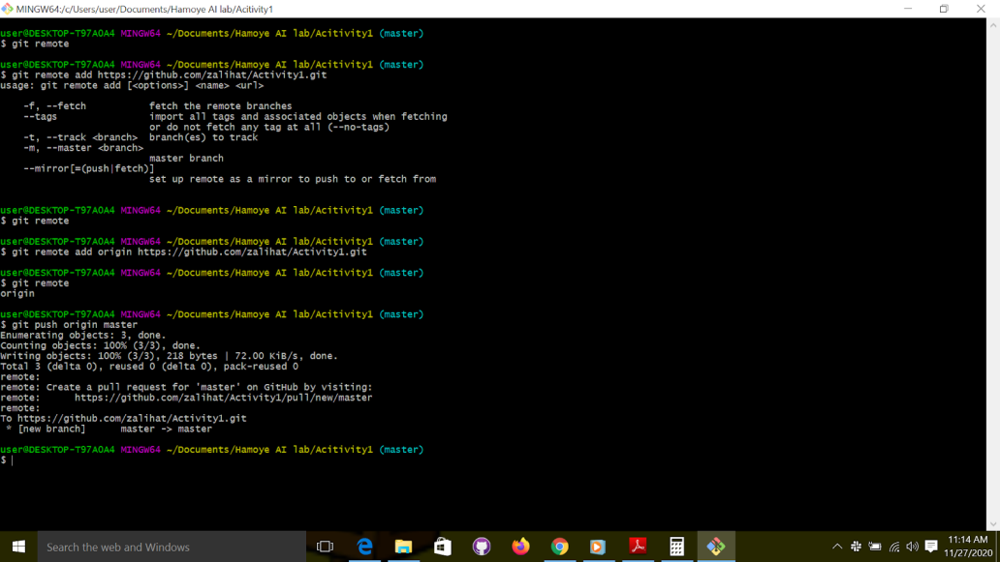 MINGW64:/c/Users/user/Documents/Hamoye AI lab/Acitivity1
user@DESKTOP-T97A0A4 MINGW64 ~/Documents/Hamoye AI lab/Acitivity1 (master)
$ git remote
user@DESKTOP-T97A0A4 MINGW64 ~/Documents/Hamoye AI lab/Acitivity1 (master)
$ git remote add https://github.com/zalihat/Activity1.git
usage: git remote add [<options>] <name> <url>
-f, --fetch fetch the remote branches
--tags import all tags and associated objects when fetching
or do not fetch any tag at all (--no-tags)
-t, --track <branch> branch(es) to track
-m, --master <branch>
master branch
--mirror[=(push|fetch)]
set up remote as a mirror to push to or fetch from
user@DESKTOP-T97A0A4 MINGW64 ~/Documents/Hamoye AI lab/Acitivity1 (master)
$ git remote
user@DESKTOP-T97A0A4 MINGW64 ~/Documents/Hamoye AI lab/Acitivity1 (master)
$ git remote add origin https://github.com/zalihat/Activity1.git
user@DESKTOP-T97A0A4 MINGW64 ~/Documents/Hamoye AI lab/Acitivity1 (master)
$ git remote
origin
user@DESKTOP-T97A0A4 MINGW64 ~/Documents/Hamoye AI lab/Acitivity1 (master)
$ git push origin master
Enumerating objects: 3, done.
Counting objects: 100% (3/3), done.
Writing objects: 100% (3/3), 218 bytes | 72.00 KiB/s, done.
Total 3 (delta 0), reused 0 (delta 0), pack-reused 0
remote:
remote: Create a pull request for 'master' on GitHub by visiting:
remote: https://github.com/zalihat/Activity1/pull/new/master
remote:
To https://github.com/zalihat/Activity1.git
* [new branch] master -> master
user@DESKTOP-T97A0A4 MINGW64 ~/Documents/Hamoye AI lab/Acitivity1 (master)
$
Search the web and Windows
11:14 AM
11/27/2020